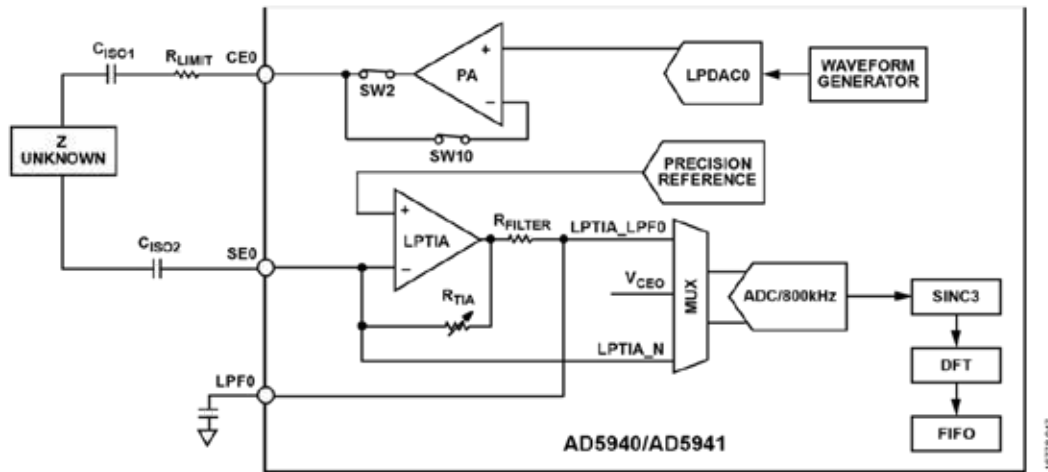 CISO1
RLIMIT
CE0
SW2
PA
+
−
SW10
LPDAC0
WAVEFORM
GENERATOR
Z
UNKNOWN
PRECISION
REFERENCE
+
LPTIA
−
RFILTER
LPTIA_LPF0
CISO2
SE0
RTIA
VCEO
MUX
ADC/800kHz
SINC3
LPTIA_N
DFT
LPF0
FIFO
AD5940/AD5941